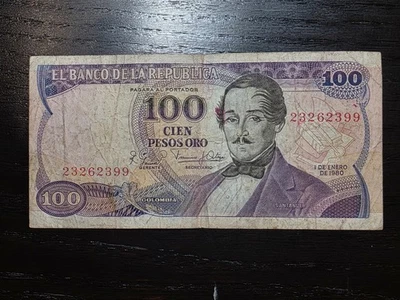 EL BANCO DE LA REPUBLICA
100
PAGARA AL PORTADOR
100
CIEN
PESOS ORO
23262399
GERENTE
SECRETARIO
1 ENERO
DE 1980
23262399
100
COLOMBIA
SANTANDER